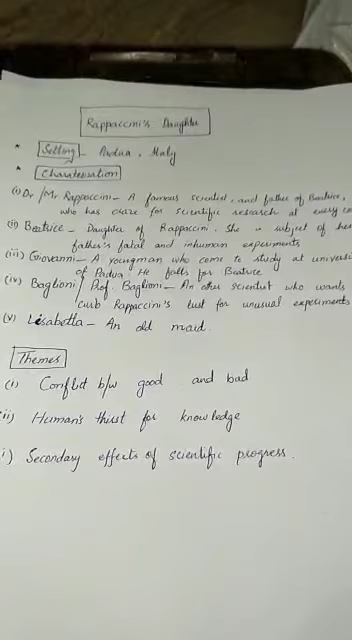 Rappaccini's Daughter
* Setting - Padua, Italy
* Charaterisation
(i) Dr/Mr. Rappaccini - A famous scientist, and father of Beatrice,
who has craze for scientific research at every co
(ii) Beatrice - Daughter of Rappaccini. She is subject of her
father's fatal and inhuman experiments
(iii) Giovanni - A youngman who come to study at universi
of Padua. He falls for Beatrice
(iv) Baglioni / Prof. Baglioni - An other scientist who wants
curb Rappaccini's lust for unusual experiments
(v) Lisabetta - An old maid.
Themes
(i) Conflict b/w good and bad
ii) Human's thust for knowledge
i) Secondary effects of scientific progress.